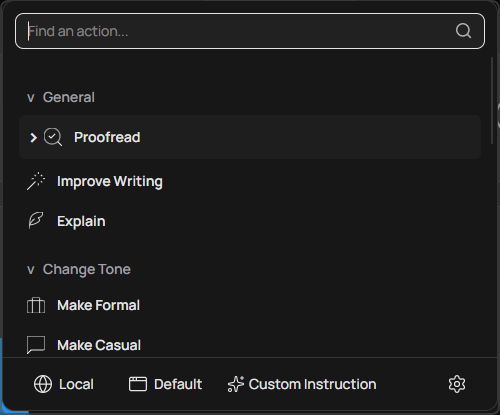 Find an action...
v General
Proofread
Improve Writing
Explain
v Change Tone
Make Formal
Make Casual
Local Default Custom Instruction